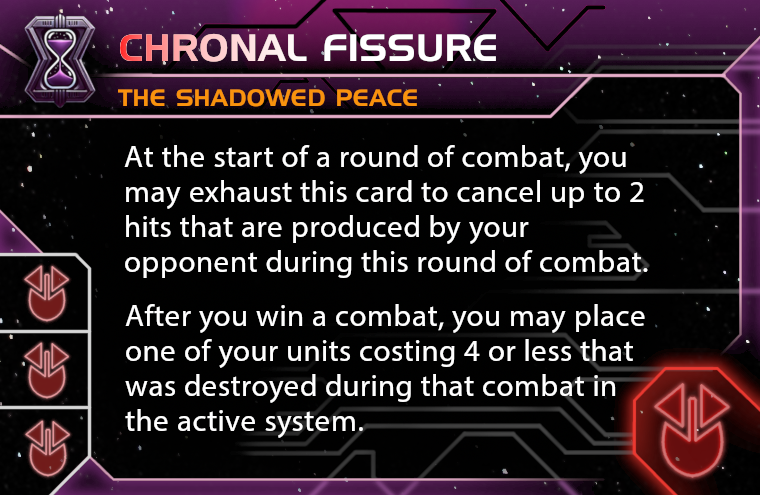 CHRONAL FISSURE
THE SHADOWED PEACE
At the start of a round of combat, you
may exhaust this card to cancel up to 2
hits that are produced by your
opponent during this round of combat.
After you win a combat, you may place
one of your units costing 4 or less that
was destroyed during that combat in
the active system.